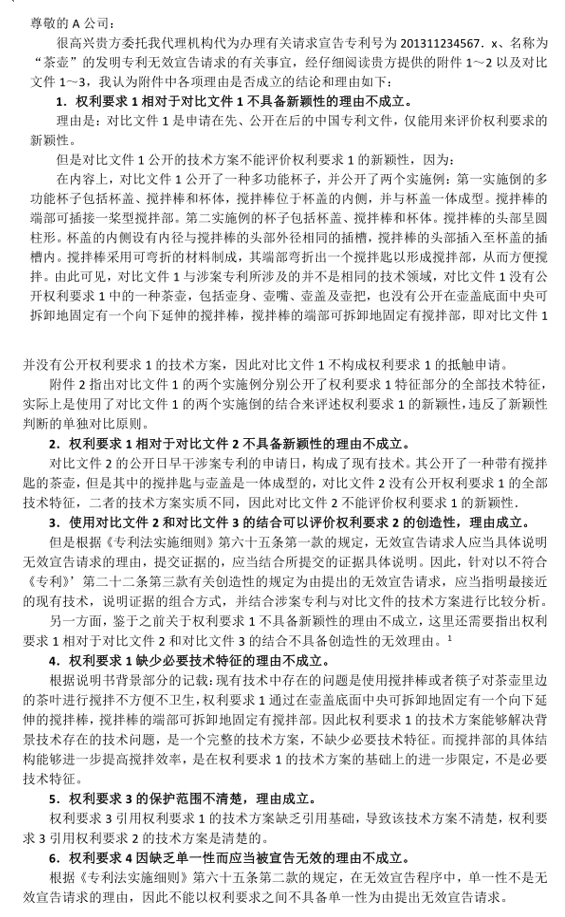 尊敬的 A 公司：
很高兴贵方委托我代理机构代为办理有关请求宣告专利号为 201311234567．x、名称为
“茶壶”的发明专利无效宣告请求的有关事宜，经仔细阅读贵方提供的附件 1～2 以及对比
文件 1～3，我认为附件中各项理由是否成立的结论和理由如下：
1．权利要求 1 相对于对比文件 1 不具备新颖性的理由不成立。
理由是：对比文件 1 是申请在先、公开在后的中国专利文件，仅能用来评价权利要求的
新颖性。
但是对比文件 1 公开的技术方案不能评价权利要求 1 的新颖性，因为：
在内容上，对比文件 1 公开了一种多功能杯子，并公开了两个实施例：第一实施倒的多
功能杯子包括杯盖、搅拌棒和杯体，搅拌棒位于杯盖的内侧，并与杯盖一体成型。搅拌棒的
端部可插接一桨型搅拌部。第二实施例的杯子包括杯盖、搅拌棒和杯体。搅拌棒的头部呈圆
柱形。杯盖的内侧设有内径与搅拌棒的头部外径相同的插槽，搅拌棒的头部插入至杯盖的插
槽内。搅拌棒采用可弯折的材料制成，其端部弯折出一个搅拌匙以形成搅拌部，从而方便搅
拌。由此可见，对比文件 1 与涉案专利所涉及的并不是相同的技术领域，对比文件 1 没有公
开权利要求 1 中的一种茶壶，包括壶身、壶嘴、壶盖及壶把，也没有公开在壶盖底面中央可
拆卸地固定有一个向下延伸的搅拌棒，搅拌棒的端部可拆卸地固定有搅拌部，即对比文件 1
并没有公开权利要求 1 的技术方案，因此对比文件 1 不构成权利要求 1 的抵触申请。
附件 2 指出对比文件 1 的两个实施例分别公开了权利要求 1 特征部分的全部技术特征，
实际上是使用了对比文件 1 的两个实施倒的结合来评述权利要求 1 的新颖性，违反了新颖性
判断的单独对比原则。
2．权利要求 1 相对于对比文件 2 不具备新颖性的理由不成立。
对比文件 2 的公开日早干涉案专利的申请日，构成了现有技术。其公开了一种带有搅拌
匙的茶壶，但是其中的搅拌匙与壶盖是一体成型的，对比文件 2 没有公开权利要求 1 的全部
技术特征，二者的技术方案实质不同，因此对比文件 2 不能评价权利要求 1 的新颖性．
3．使用对比文件 2 和对比文件 3 的结合可以评价权利要求 2 的创造性，理由成立。
但是根据《专利法实施细则》第六十五条第一款的规定，无效宣告请求人应当具体说明
无效宣告请求的理由，提交证据的，应当结合所提交的证据具体说明。因此，针对以不符合
《专利》’第二十二条第三款有关创造性的规定为由提出的无效宣告请求，应当指明最接近
的现有技术，说明证据的组合方式，并结合涉案专利与对比文件的技术方案进行比较分析。
另一方面，鉴于之前关于权利要求 1 不具备新颖性的理由不成立，这里还需要指出权利
要求 1 相对于对比文件 2 和对比文件 3 的结合不具备创造性的无效理由。1
4．权利要求 1 缺少必要技术特征的理由不成立。
根据说明书背景部分的记载：现有技术中存在的问题是使用搅拌棒或者筷子对茶壶里边
的茶叶进行搅拌不方便不卫生，权利要求 1 通过在壶盖底面中央可拆卸地固定有一个向下延
伸的搅拌棒，搅拌棒的端部可拆卸地固定有搅拌部。因此权利要求 1 的技术方案能够解决背
景技术存在的技术问题，是一个完整的技术方案，不缺少必要技术特征。而搅拌部的具体结
构能够进一步提高搅拌效率，是在权利要求 1 的技术方案的基础上的进一步限定，不是必要
技术特征。
5．权利要求 3 的保护范围不清楚，理由成立。
权利要求 3 引用权利要求 1 的技术方案缺乏引用基础，导致该技术方案不清楚，权利要
求 3 引用权利要求 2 的技术方案是清楚的。
6．权利要求 4 因缺乏单一性而应当被宣告无效的理由不成立。
根据《专利法实施细则》第六十五条第二款的规定，在无效宣告程序中，单一性不是无
效宣告请求的理由，因此不能以权利要求之间不具备单一性为由提出无效宣告请求。